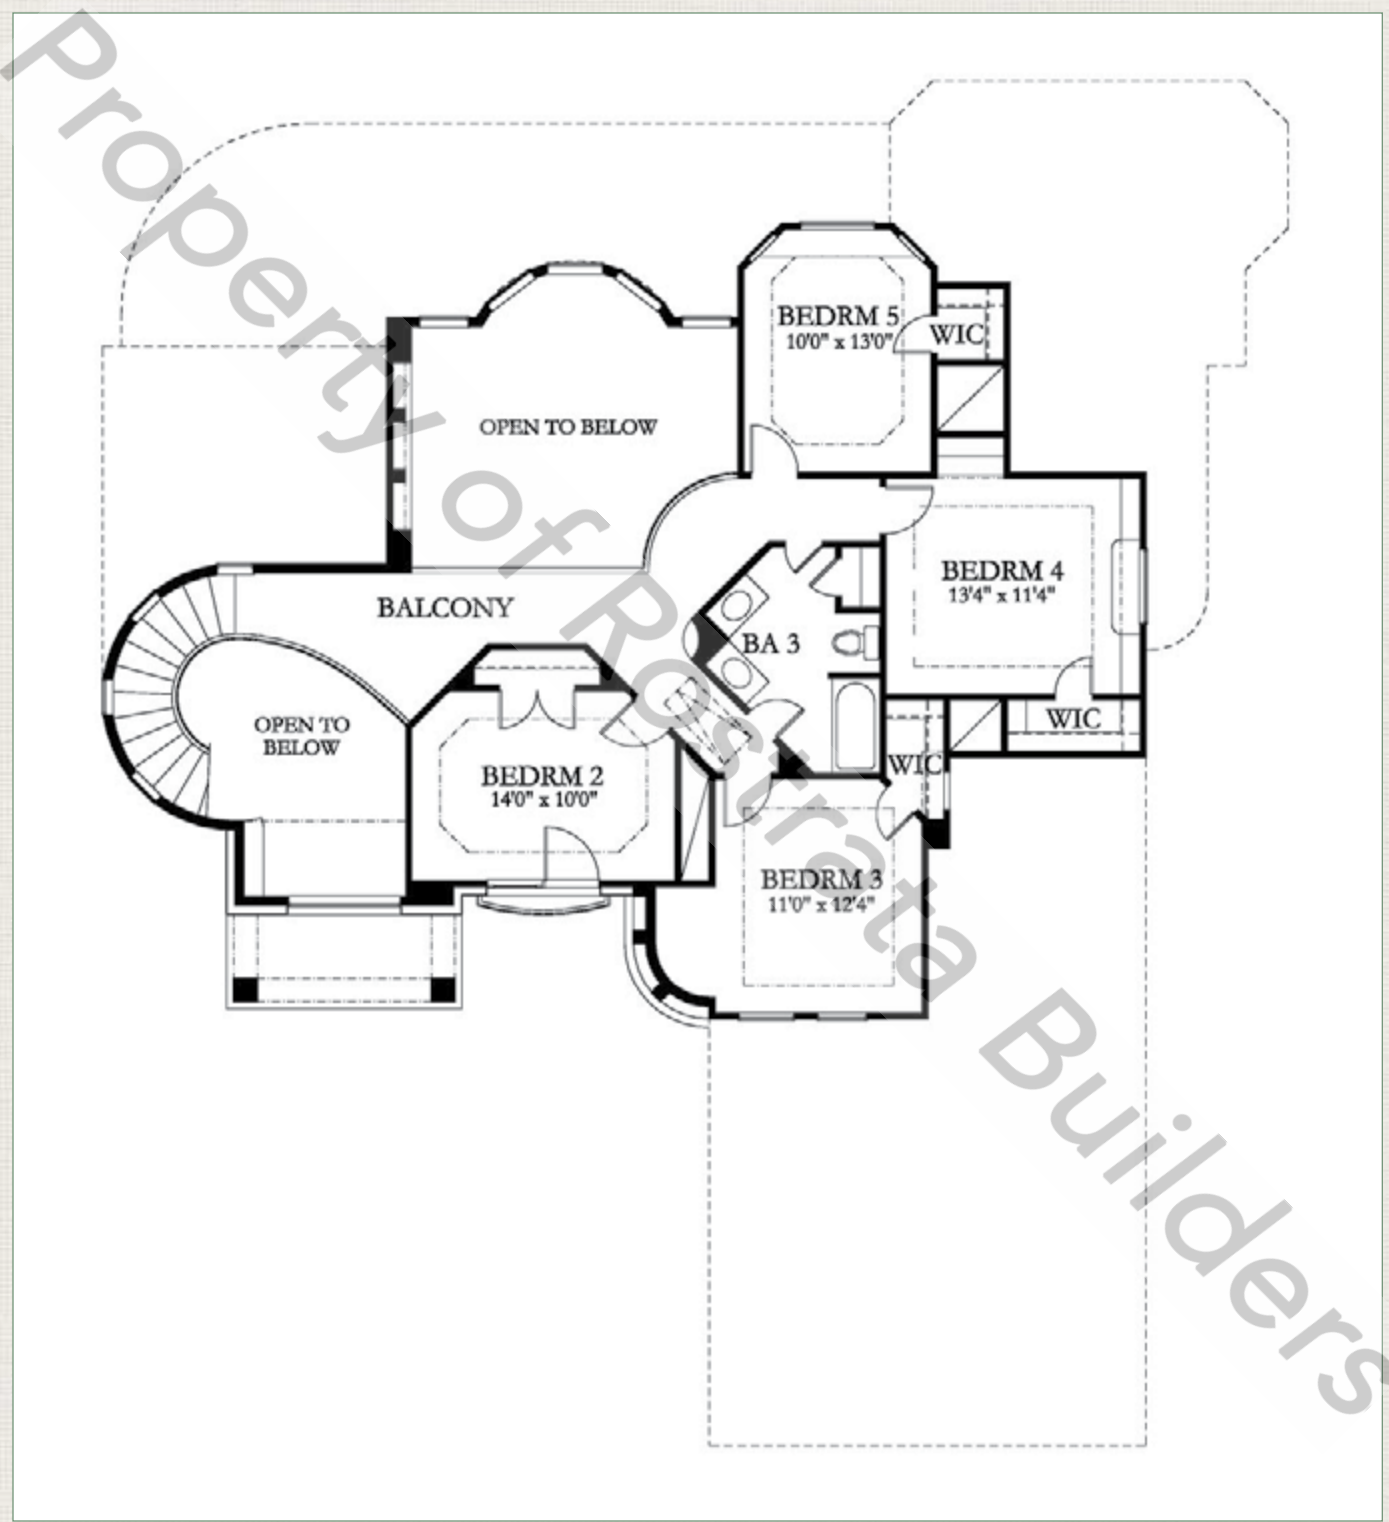 Property of Rostrata Builders
BEDRM 5
10'0" x 13'0"
WIC
OPEN TO BELOW
BEDRM 4
13'4" x 11'4"
BALCONY
BA 3
OPEN TO
BELOW
WIC
BEDRM 2
14'0" x 10'0"
WIC
BEDRM 3
11'0" x 12'4"